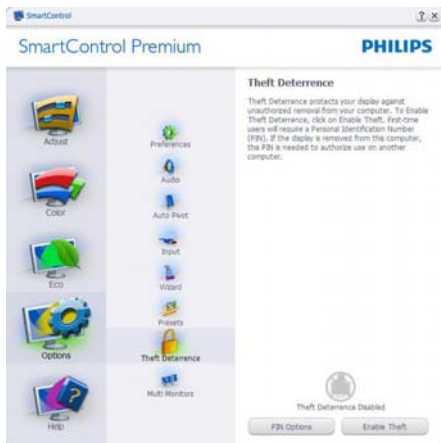 SmartControl
? ×
SmartControl Premium
PHILIPS
Adjust
Color
Eco
Options
Help
Preferences
Audio
Auto Pivot
Input
Wizard
Presets
Theft Deterrence
Multi Monitors
Theft Deterrence
Theft Deterrence protects your display against
unauthorized removal from your computer. To Enable
Theft Deterrence, click on Enable Theft. First-time
users will require a Personal Identification Number
(PIN). If the display is removed from this computer,
the PIN is needed to authorize use on another
computer.
Theft Deterrence Disabled
PIN Options
Enable Theft